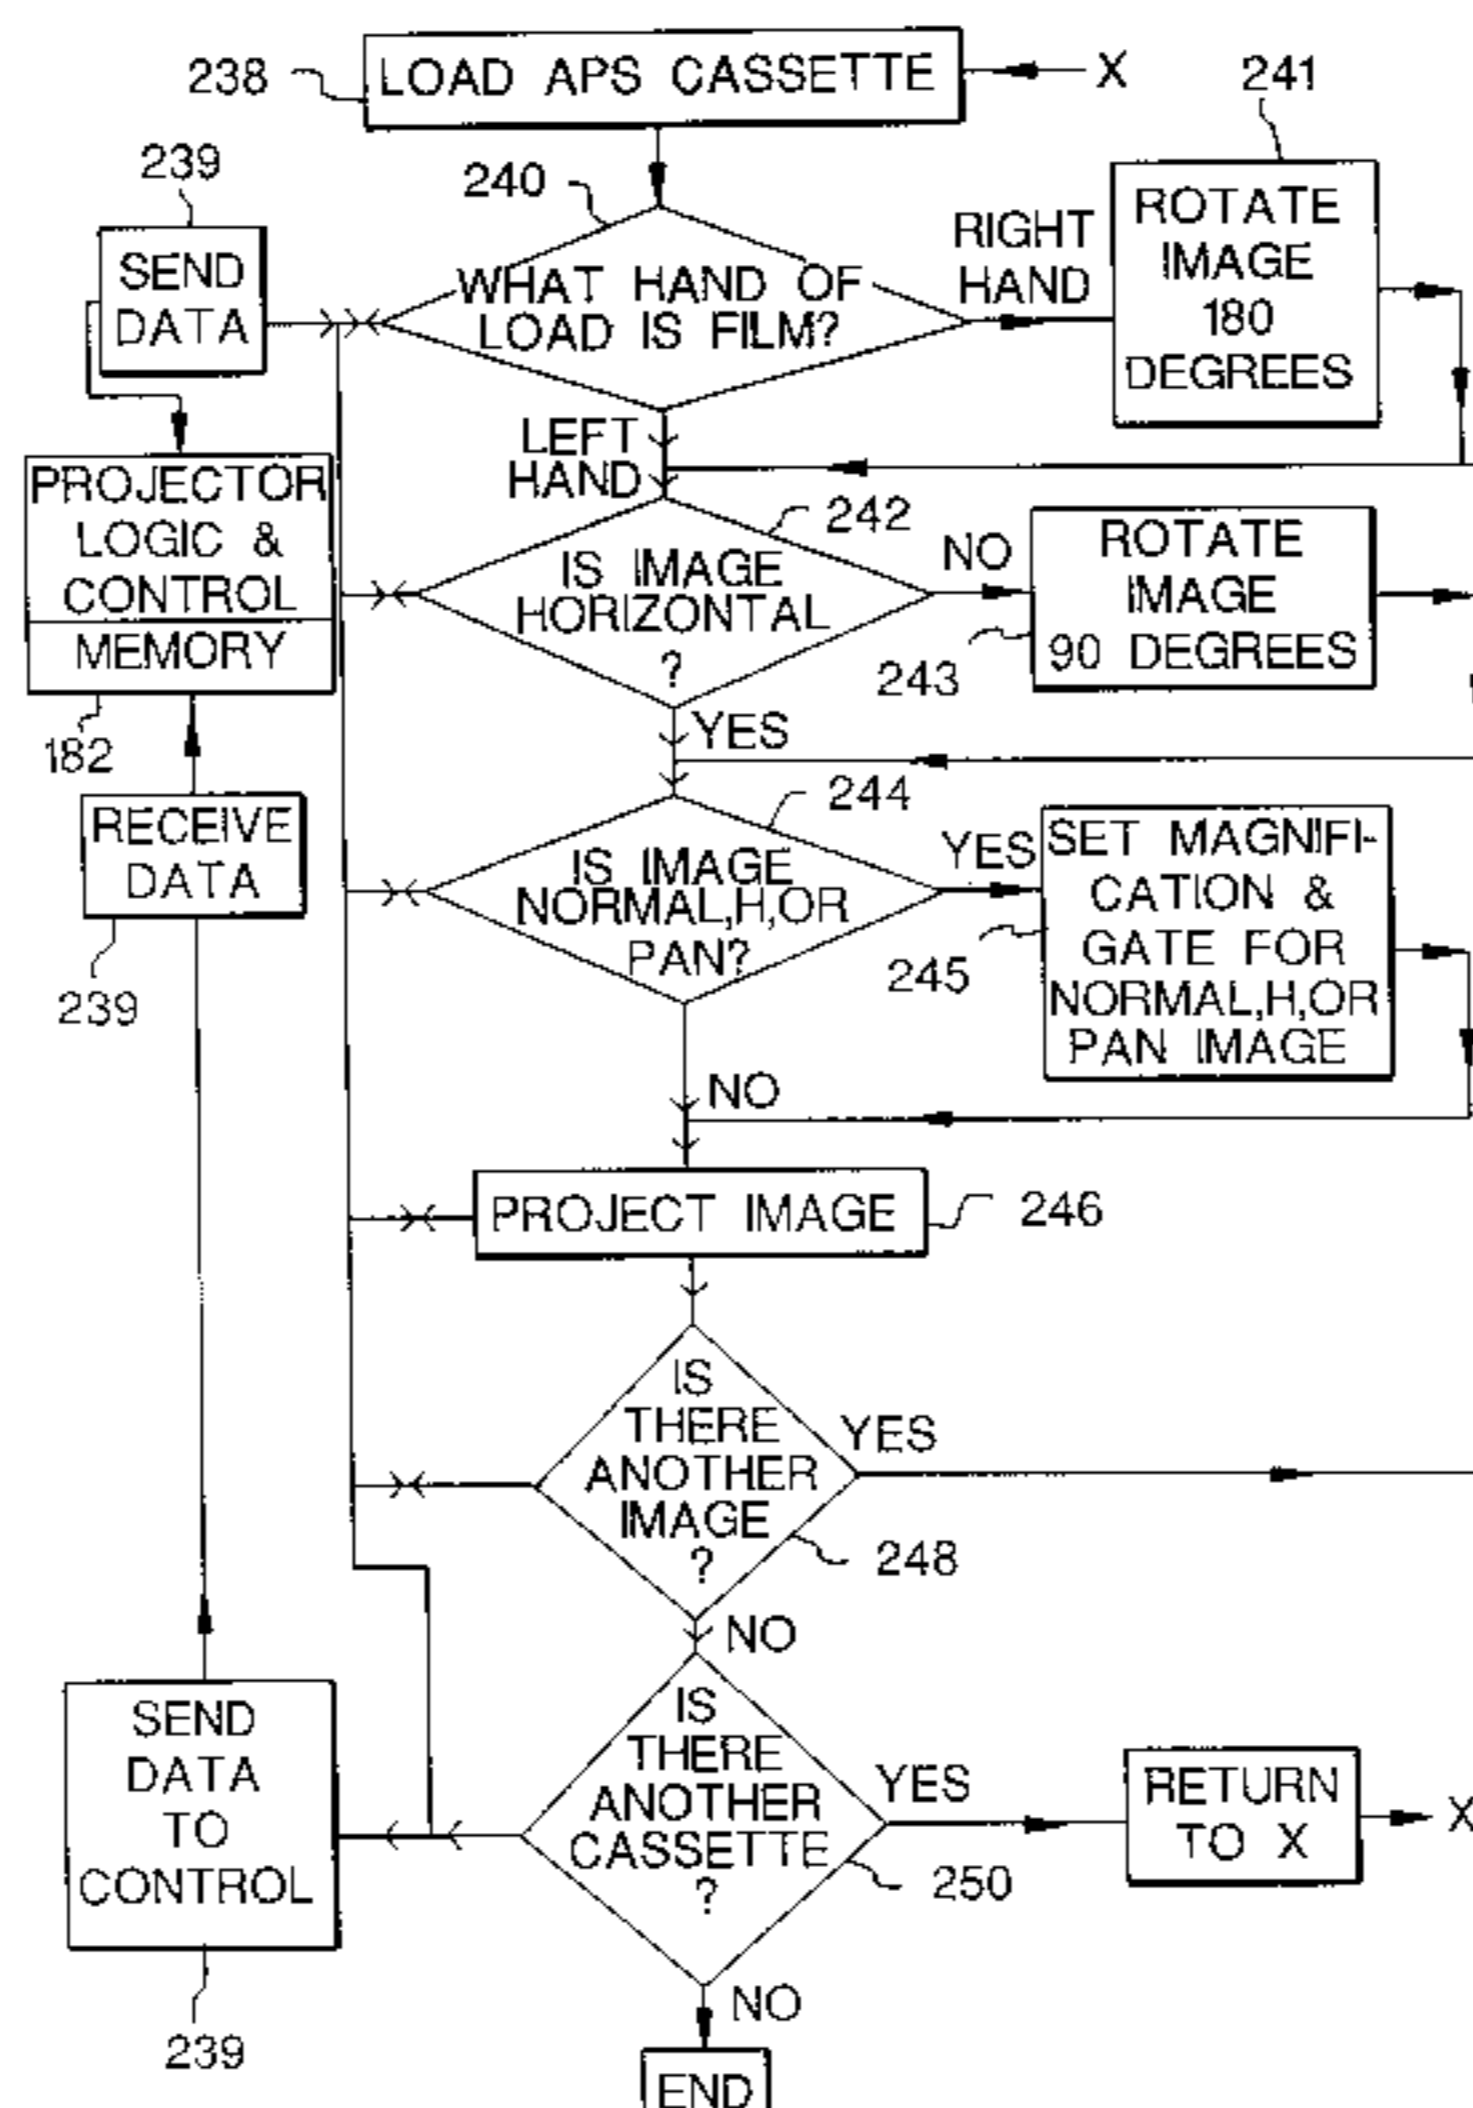 238
LOAD APS CASSETTE
X
241
239
240
SEND
DATA
WHAT HAND OF
LOAD IS FILM?
RIGHT
HAND
ROTATE
IMAGE
180
DEGREES
LEFT
HAND
PROJECTOR
LOGIC &
CONTROL
MEMORY
182
242
IS IMAGE
HORIZONTAL
?
NO
ROTATE
IMAGE
90 DEGREES
243
YES
RECEIVE
DATA
239
244
IS IMAGE
NORMAL,H,OR
PAN?
YES
SET MAGNIFI-
CATION &
GATE FOR
NORMAL,H,OR
PAN IMAGE
245
NO
PROJECT IMAGE
246
IS
THERE
ANOTHER
IMAGE
?
YES
248
NO
SEND
DATA
TO
CONTROL
239
IS
THERE
ANOTHER
CASSETTE
?
YES
250
RETURN
TO X
X
NO
END